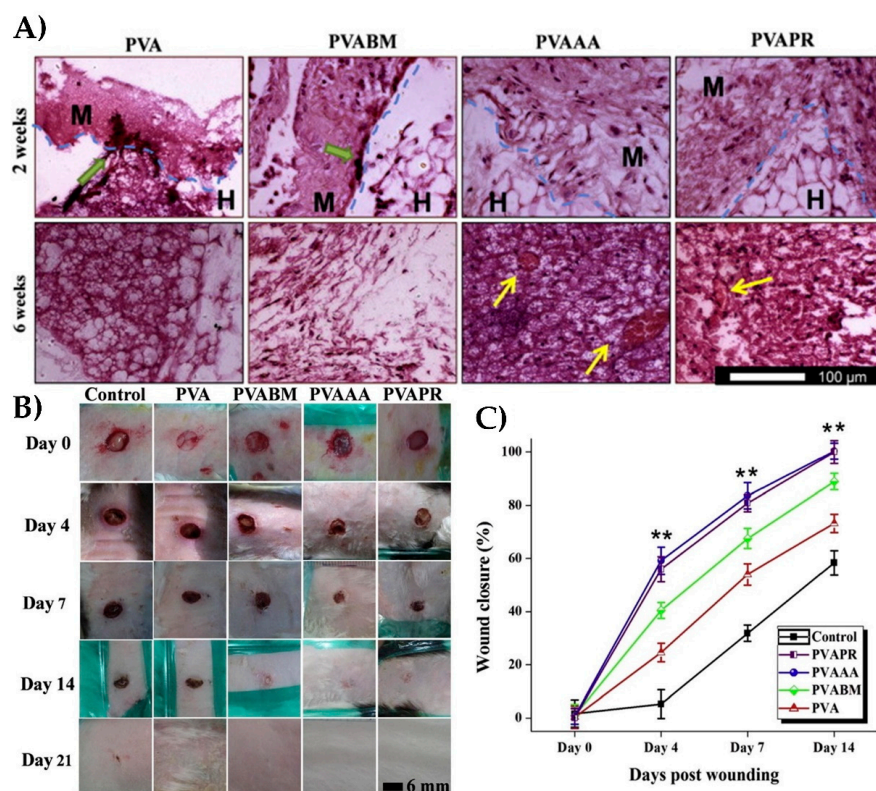 A)
PVA PVABM PVAAA PVAPR
2 weeks
M H
M H
M H
M H
6 weeks
100 µm
B)
Control PVA PVABM PVAAA PVAPR
Day 0
Day 4
Day 7
Day 14
Day 21
6 mm
C)
Wound closure (%)
100
80
60
40
20
0
**
**
**
Control
PVAPR
PVAAA
PVABM
PVA
Day 0 Day 4 Day 7 Day 14
Days post wounding